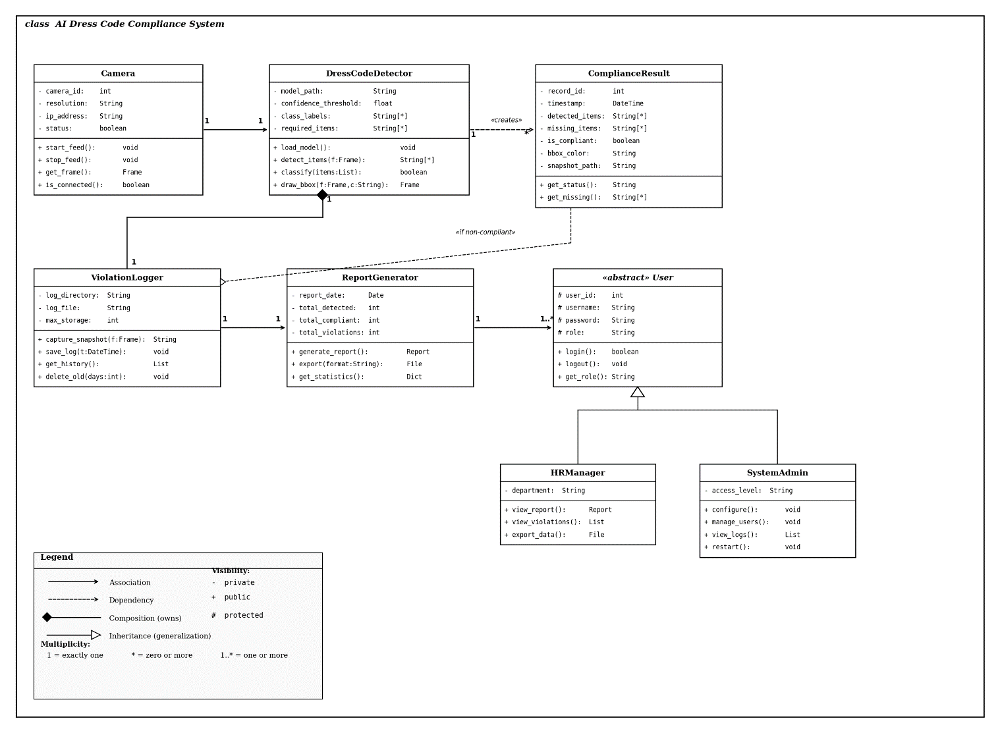 class  AI Dress Code Compliance System
Camera
- camera_id:    int
- resolution:   String
- ip_address:   String
- status:       boolean
+ start_feed():       void
+ stop_feed():        void
+ get_frame():        Frame
+ is_connected():     boolean
1
1
DressCodeDetector
- model_path:             String
- confidence_threshold:   float
- class_labels:           String[*]
- required_items:         String[*]
+ load_model():                  void
+ detect_items(f:Frame):         String[*]
+ classify(items:List):          boolean
+ draw_bbox(f:Frame,c:String):   Frame
«creates»
1
*
ComplianceResult
- record_id:       int
- timestamp:       DateTime
- detected_items:  String[*]
- missing_items:   String[*]
- is_compliant:    boolean
- bbox_color:      String
- snapshot_path:   String
+ get_status():    String
+ get_missing():   String[*]
1
«if non-compliant»
1
ViolationLogger
- log_directory:  String
- log_file:       String
- max_storage:    int
+ capture_snapshot(f:Frame):  String
+ save_log(t:DateTime):       void
+ get_history():              List
+ delete_old(days:int):       void
1
1
ReportGenerator
- report_date:      Date
- total_detected:   int
- total_compliant:  int
- total_violations: int
+ generate_report():          Report
+ export(format:String):      File
+ get_statistics():           Dict
1
1..*
«abstract» User
# user_id:    int
# username:   String
# password:   String
# role:       String
+ login():    boolean
+ logout():   void
+ get_role(): String
HRManager
- department:  String
+ view_report():      Report
+ view_violations():  List
+ export_data():      File
SystemAdmin
- access_level:  String
+ configure():       void
+ manage_users():    void
+ view_logs():       List
+ restart():         void
Legend
Association
Dependency
Composition (owns)
Inheritance (generalization)
Visibility:
-  private
+  public
#  protected
Multiplicity:
1 = exactly one    * = zero or more    1..* = one or more